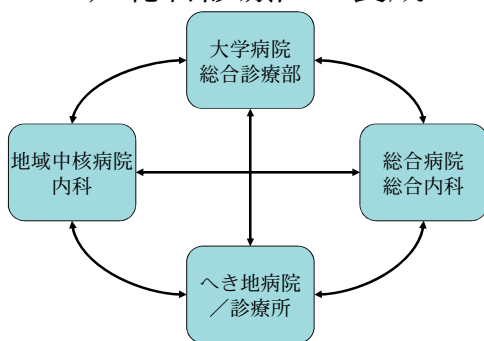 大学病院
総合診療部
地域中核病院
内科
総合病院
総合内科
へき地病院
／診療所